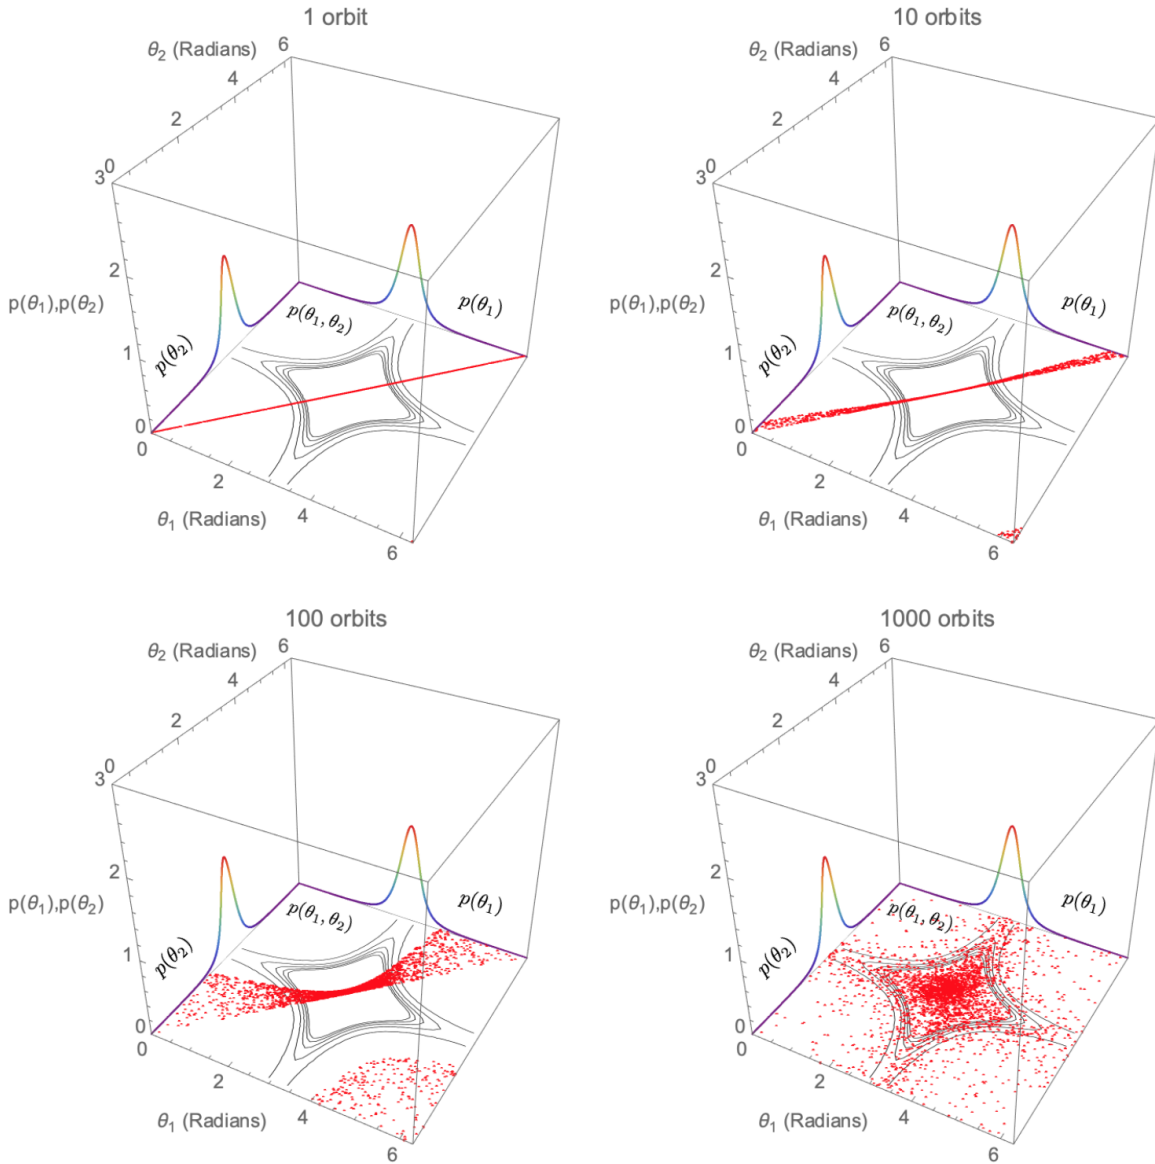 1 orbit
θ₂ (Radians)
0
2
4
6
3
2
1
0
p(θ₁),p(θ₂)
p(θ₂)
p(θ₁, θ₂)
p(θ₁)
0
2
4
6
θ₁ (Radians)
10 orbits
θ₂ (Radians)
0
2
4
6
3
2
1
0
p(θ₁),p(θ₂)
p(θ₂)
p(θ₁, θ₂)
p(θ₁)
0
2
4
6
θ₁ (Radians)
100 orbits
θ₂ (Radians)
0
2
4
6
3
2
1
0
p(θ₁),p(θ₂)
p(θ₂)
p(θ₁, θ₂)
p(θ₁)
0
2
4
6
θ₁ (Radians)
1000 orbits
θ₂ (Radians)
0
2
4
6
3
2
1
0
p(θ₁),p(θ₂)
p(θ₂)
p(θ₁, θ₂)
p(θ₁)
0
2
4
6
θ₁ (Radians)